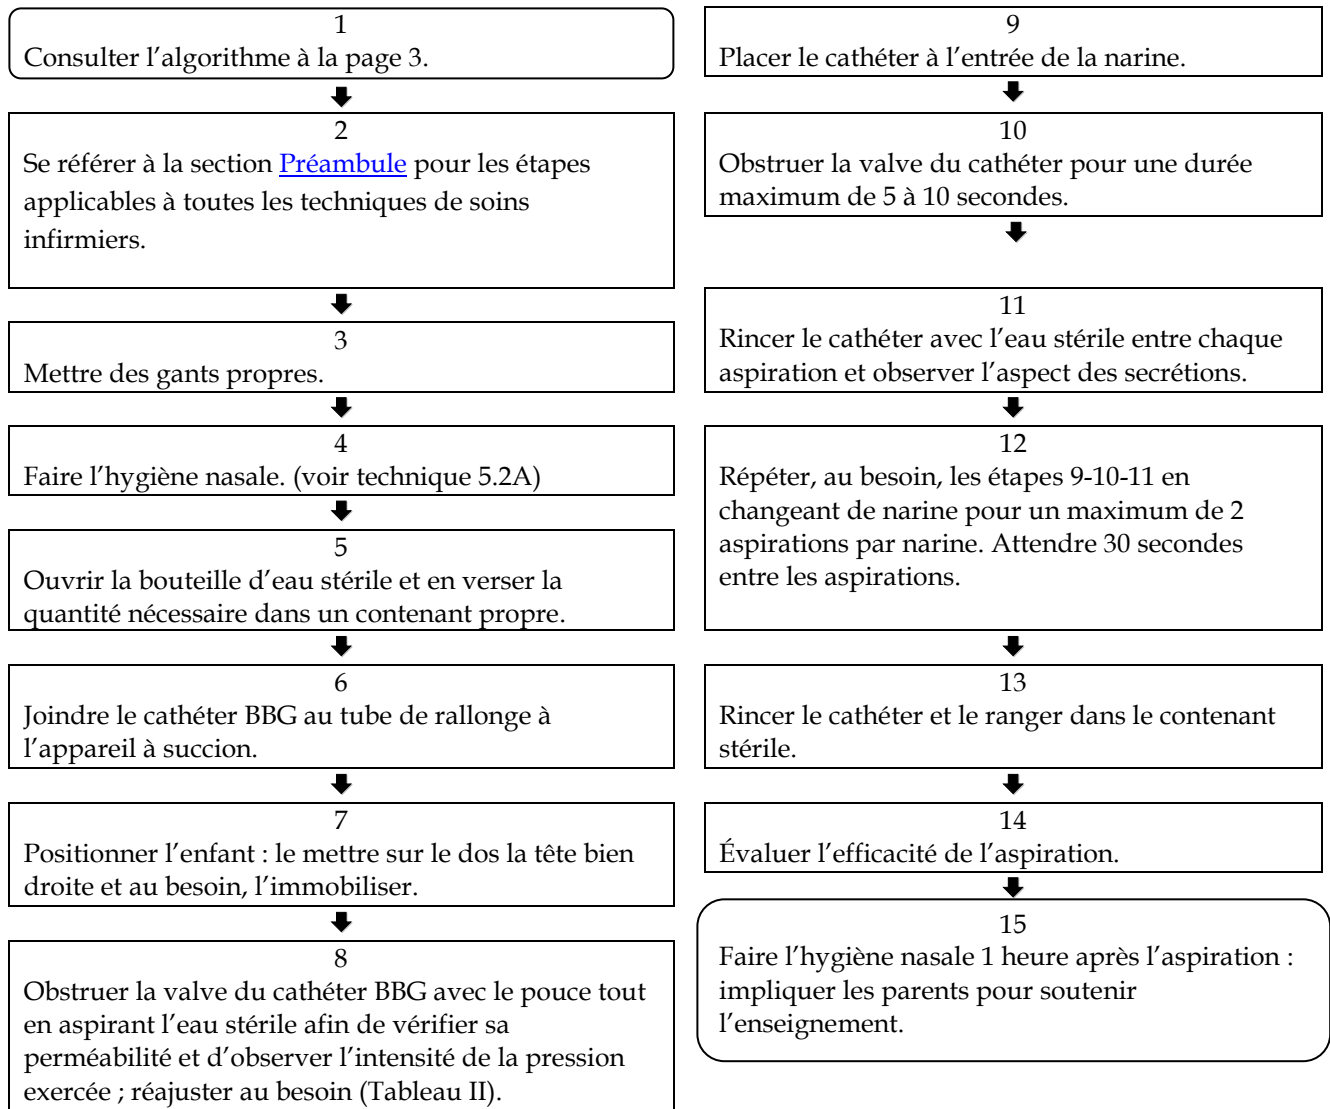 1
Consulter l’algorithme à la page 3.
2
Se référer à la section Préambule pour les étapes
applicables à toutes les techniques de soins
infirmiers.
3
Mettre des gants propres.
4
Faire l’hygiène nasale. (voir technique 5.2A)
5
Ouvrir la bouteille d’eau stérile et en verser la
quantité nécessaire dans un contenant propre.
6
Joindre le cathéter BBG au tube de rallonge à
l’appareil à succion.
7
Positionner l’enfant : le mettre sur le dos la tête bien
droite et au besoin, l’immobiliser.
8
Obstruer la valve du cathéter BBG avec le pouce tout
en aspirant l’eau stérile afin de vérifier sa
perméabilité et d’observer l’intensité de la pression
exercée ; réajuster au besoin (Tableau II).
9
Placer le cathéter à l’entrée de la narine.
10
Obstruer la valve du cathéter pour une durée
maximum de 5 à 10 secondes.
11
Rincer le cathéter avec l’eau stérile entre chaque
aspiration et observer l’aspect des secrétions.
12
Répéter, au besoin, les étapes 9-10-11 en
changeant de narine pour un maximum de 2
aspirations par narine. Attendre 30 secondes
entre les aspirations.
13
Rincer le cathéter et le ranger dans le contenant
stérile.
14
Évaluer l’efficacité de l’aspiration.
15
Faire l’hygiène nasale 1 heure après l’aspiration :
impliquer les parents pour soutenir
l’enseignement.